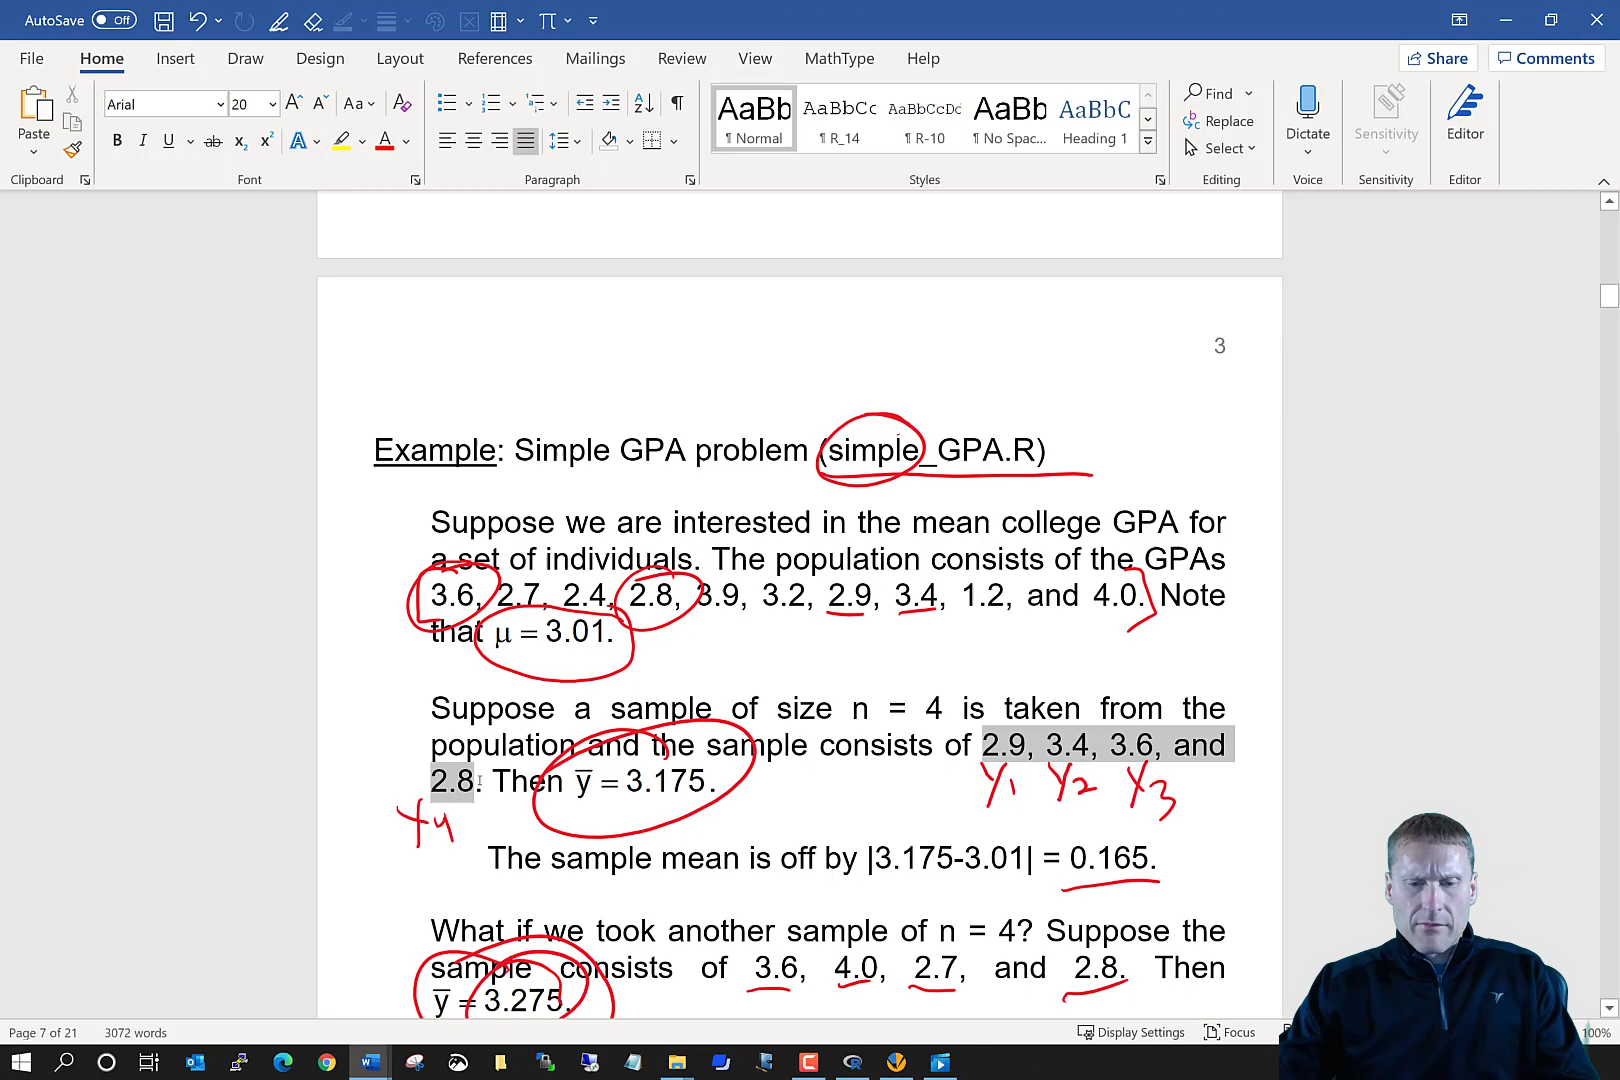 AutoSave Off
File Home Insert Draw Design Layout References Mailings Review View MathType Help Share Comments
Paste Arial 20 A A Aa A AaBb AaBbCc AaBbCcDc AaBb AaBbC Find Dictate Sensitivity Editor
Replace
B I U ab x2 x2 A A ¶ Normal ¶ R_14 ¶ R-10 ¶ No Spac... Heading 1 Select
Clipboard Font Paragraph Styles Editing Voice Sensitivity Editor
3
Example: Simple GPA problem (simple_GPA.R)
Suppose we are interested in the mean college GPA for
a set of individuals. The population consists of the GPAs
3.6, 2.7, 2.4, 2.8, 3.9, 3.2, 2.9, 3.4, 1.2, and 4.0. Note
that μ = 3.01.
Suppose a sample of size n = 4 is taken from the
population and the sample consists of 2.9, 3.4, 3.6, and
2.8. Then ȳ = 3.175.
Y1 Y2 Y3
Y4
The sample mean is off by |3.175-3.01| = 0.165.
What if we took another sample of n = 4? Suppose the
sample consists of 3.6, 4.0, 2.7, and 2.8. Then
ȳ = 3.275.
Page 7 of 21 3072 words Display Settings Focus 100%